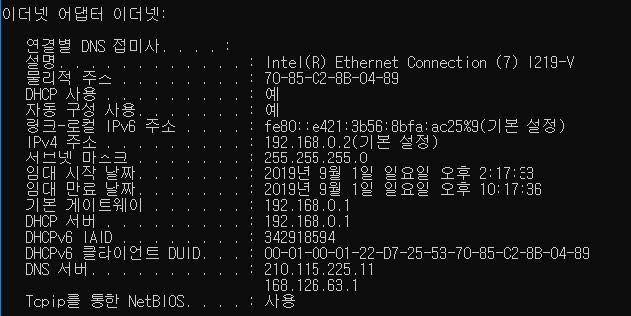 이더넷 어댑터 이더넷:
연결별 DNS 접미사. . . . :
설명. . . . . . . . . . . . : Intel(R) Ethernet Connection (7) I219-V
물리적 주소 . . . . . . . . : 70-85-C2-8B-04-89
DHCP 사용 . . . . . . . . . : 예
자동 구성 사용. . . . . . . : 예
링크-로컬 IPv6 주소 . . . . : fe80::e421:3b56:8bfa:ac25%9(기본 설정)
IPv4 주소 . . . . . . . . . : 192.168.0.2(기본 설정)
서브넷 마스크 . . . . . . . : 255.255.255.0
임대 시작 날짜. . . . . . . : 2019년 9월 1일 일요일 오후 2:17:33
임대 만료 날짜. . . . . . . : 2019년 9월 1일 일요일 오후 10:17:36
기본 게이트웨이 . . . . . . : 192.168.0.1
DHCP 서버 . . . . . . . . . : 192.168.0.1
DHCPv6 IAID . . . . . . . . : 342918594
DHCPv6 클라이언트 DUID. . . : 00-01-00-01-22-D7-25-53-70-85-C2-8B-04-89
DNS 서버. . . . . . . . . . : 210.115.225.11
168.126.63.1
Tcpip를 통한 NetBIOS. . . . : 사용